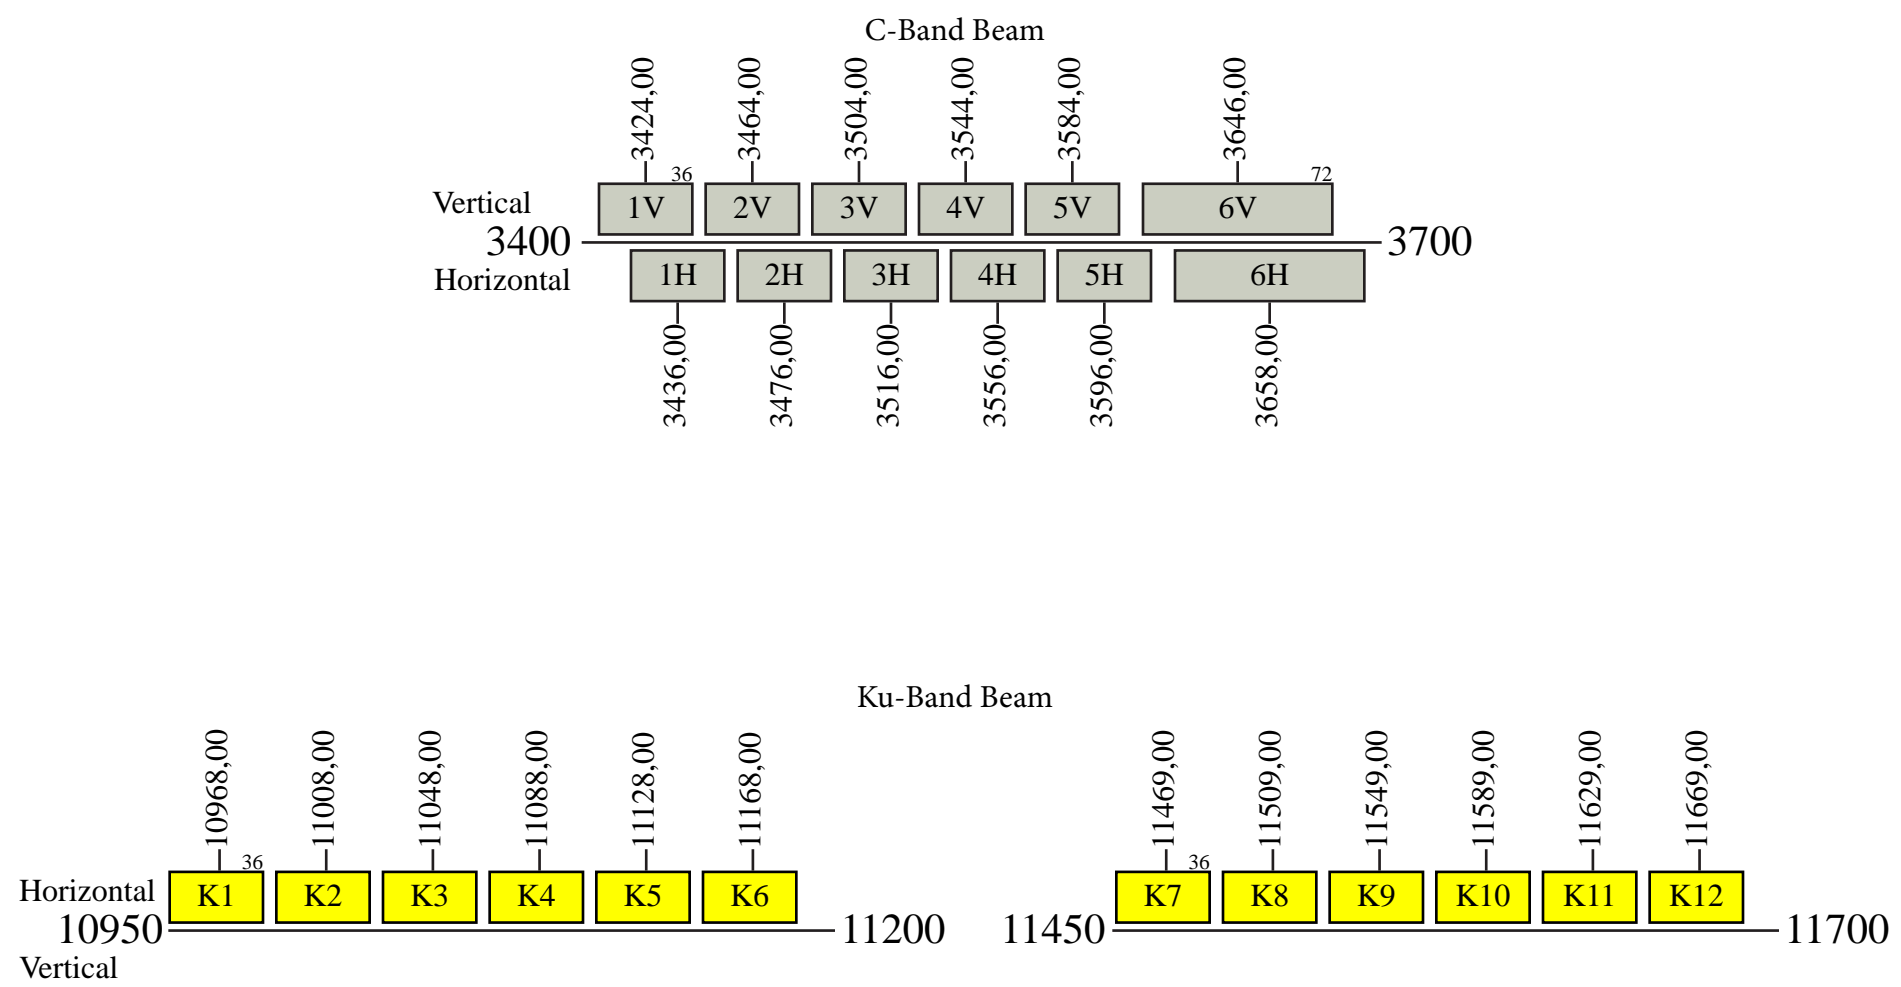 C-Band Beam
3424,00 3464,00 3504,00 3544,00 3584,00 3646,00
36 72
Vertical 1V 2V 3V 4V 5V 6V
3400 3700
Horizontal 1H 2H 3H 4H 5H 6H
3436,00 3476,00 3516,00 3556,00 3596,00 3658,00
Ku-Band Beam
10968,00 11008,00 11048,00 11088,00 11128,00 11168,00 11469,00 11509,00 11549,00 11589,00 11629,00 11669,00
36 36
Horizontal K1 K2 K3 K4 K5 K6 K7 K8 K9 K10 K11 K12
10950 11200 11450 11700
Vertical